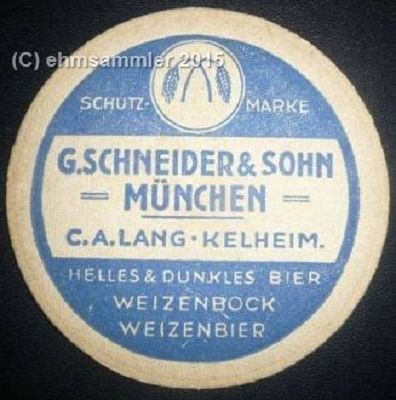 (C) ehmsammler 2015
SCHUTZ- MARKE
G.SCHNEIDER & SOHN
= MÜNCHEN =
C.A.LANG · KELHEIM.
HELLES & DUNKLES BIER
WEIZENBOCK
WEIZENBIER